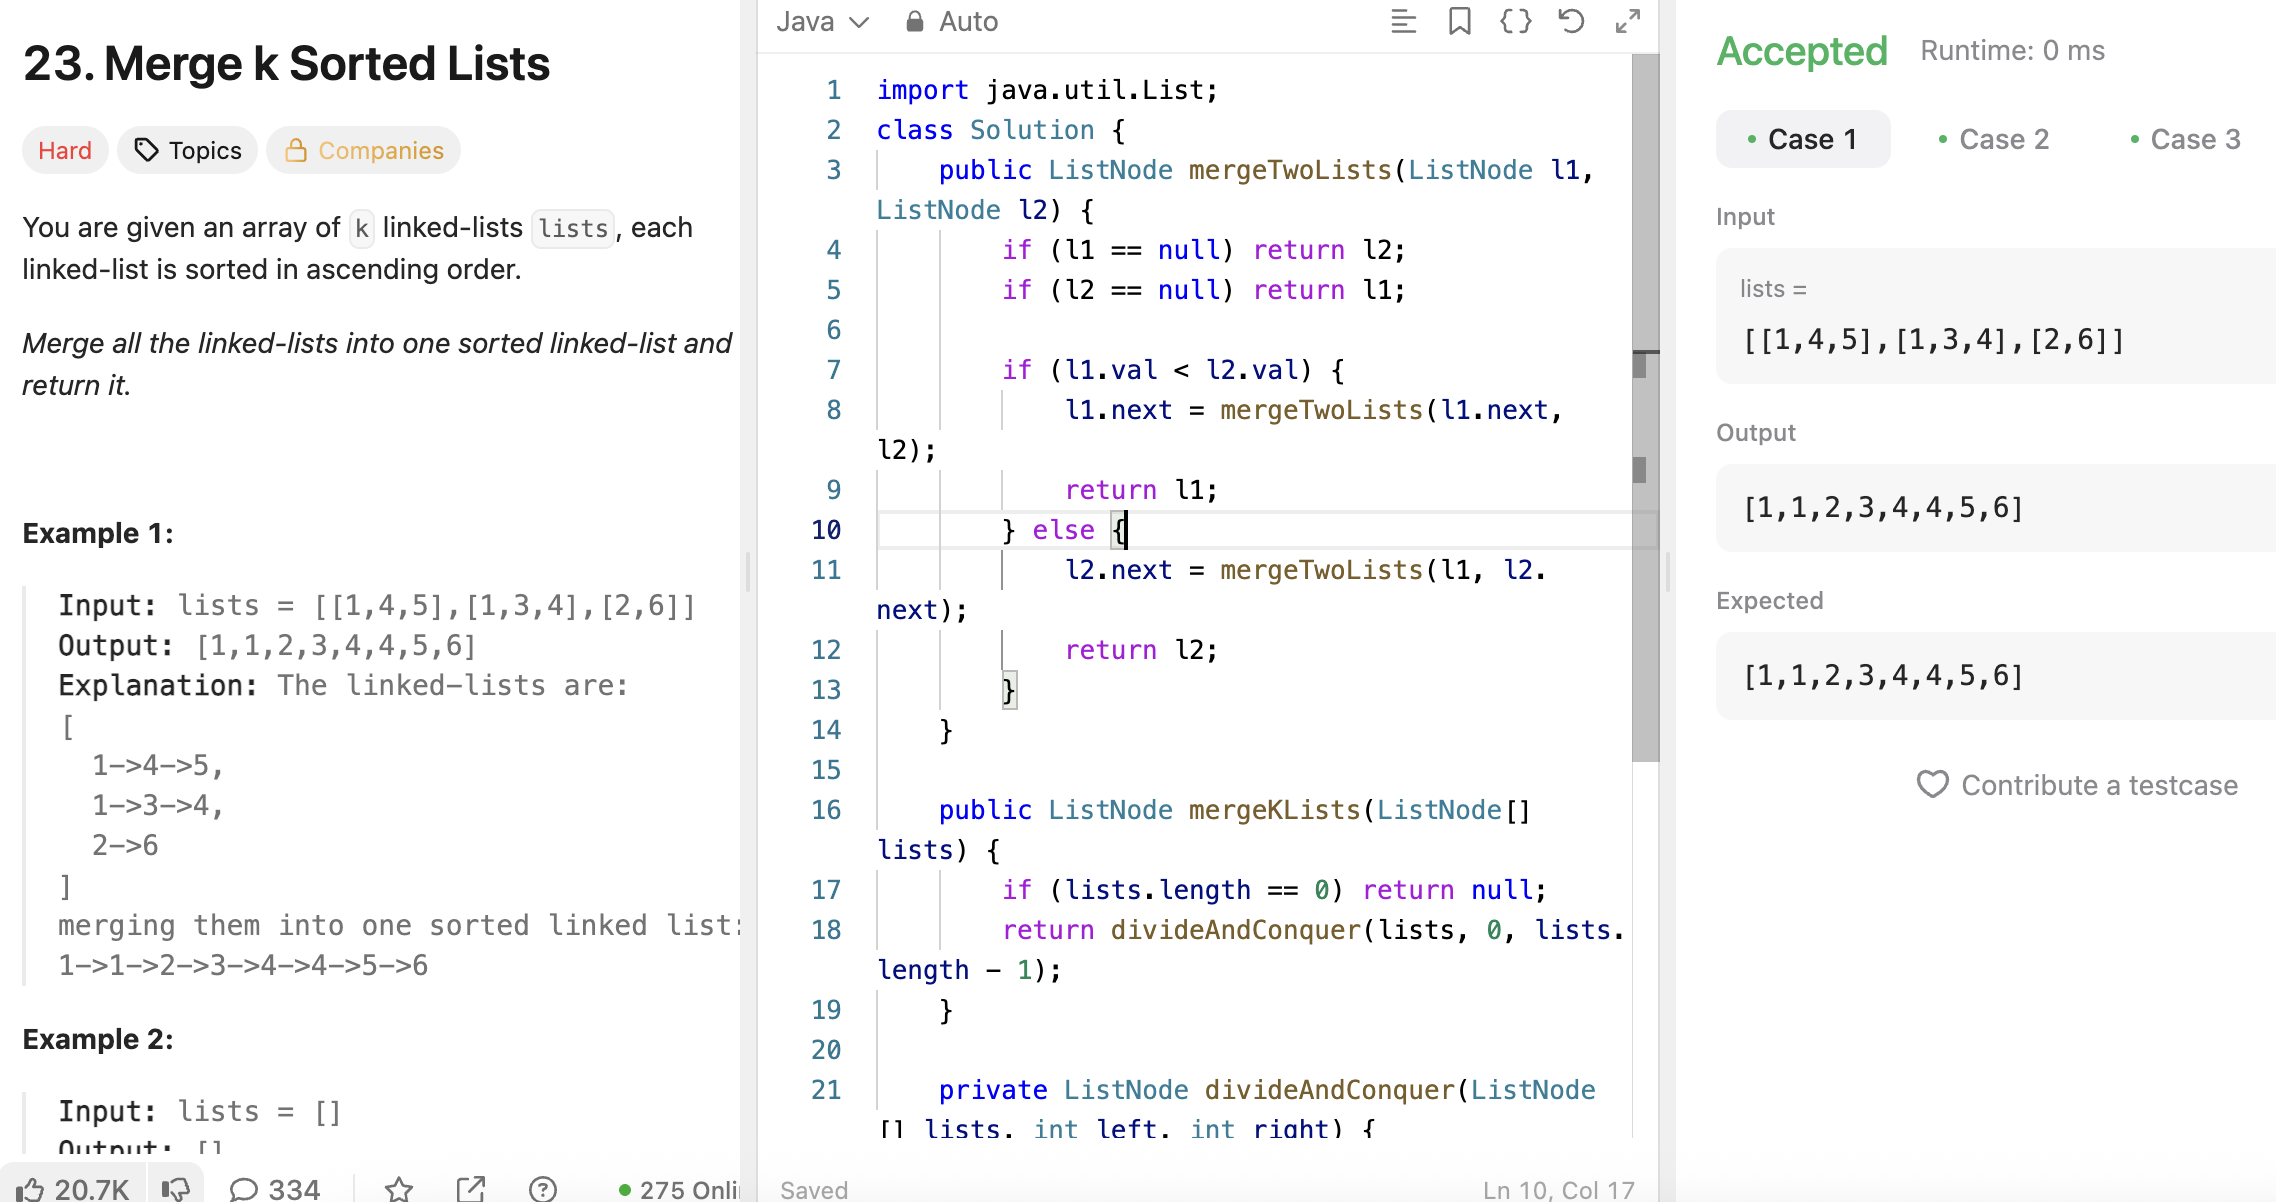 23. Merge k Sorted Lists
Hard Topics Companies
You are given an array of k linked-lists lists, each
linked-list is sorted in ascending order.
Merge all the linked-lists into one sorted linked-list and
return it.
Example 1:
Input: lists = [[1,4,5],[1,3,4],[2,6]]
Output: [1,1,2,3,4,4,5,6]
Explanation: The linked-lists are:
[
1->4->5,
1->3->4,
2->6
]
merging them into one sorted linked list:
1->1->2->3->4->4->5->6
Example 2:
Input: lists = []
Output: []
20.7K 334 275 Onli
Java Auto
1 import java.util.List;
2 class Solution {
3 public ListNode mergeTwoLists(ListNode l1,
ListNode l2) {
4 if (l1 == null) return l2;
5 if (l2 == null) return l1;
6
7 if (l1.val < l2.val) {
8 l1.next = mergeTwoLists(l1.next,
l2);
9 return l1;
10 } else {
11 l2.next = mergeTwoLists(l1, l2.
next);
12 return l2;
13 }
14 }
15
16 public ListNode mergeKLists(ListNode[]
lists) {
17 if (lists.length == 0) return null;
18 return divideAndConquer(lists, 0, lists.
length - 1);
19 }
20
21 private ListNode divideAndConquer(ListNode
[] lists, int left, int right) {
Saved Ln 10, Col 17
Accepted Runtime: 0 ms
• Case 1 • Case 2 • Case 3
Input
lists =
[[1,4,5],[1,3,4],[2,6]]
Output
[1,1,2,3,4,4,5,6]
Expected
[1,1,2,3,4,4,5,6]
Contribute a testcase